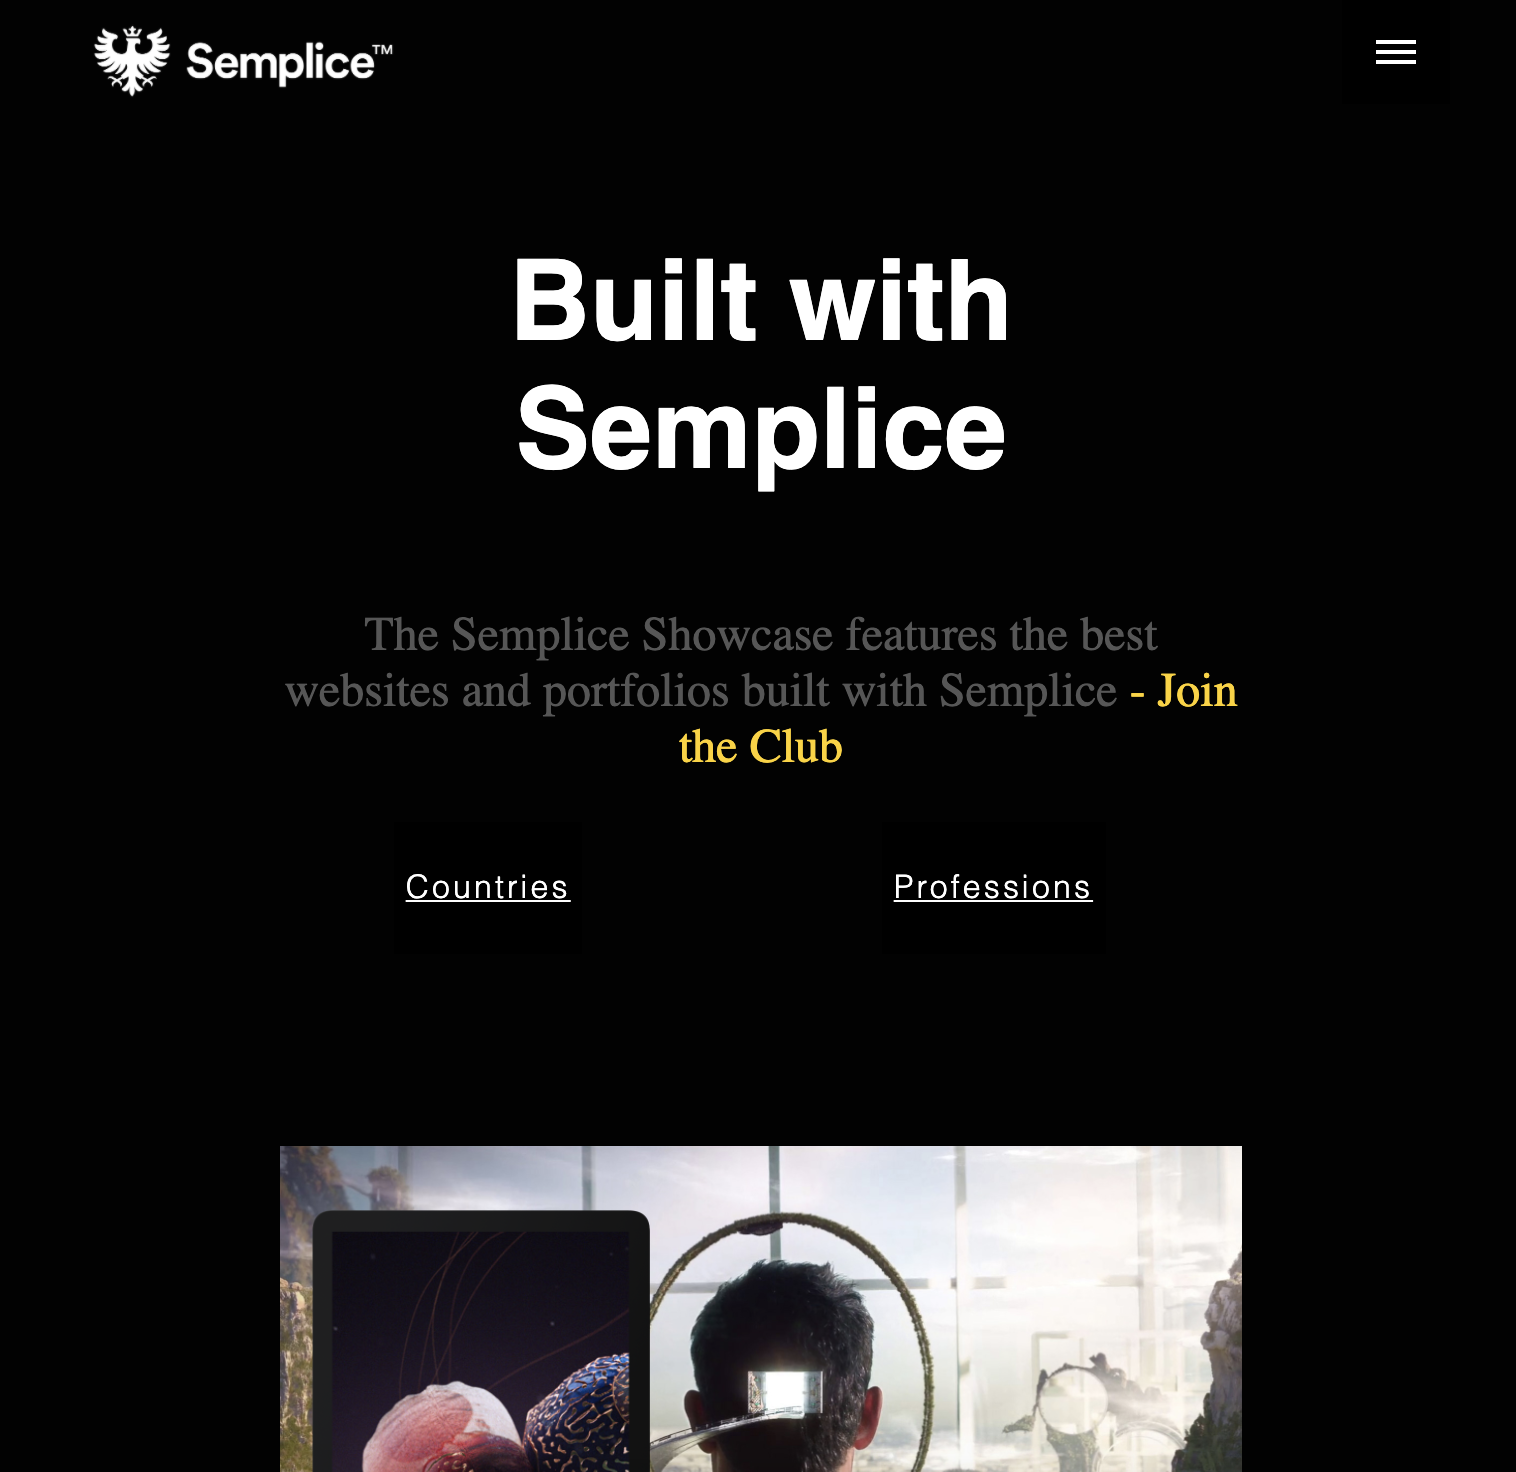 Semplice™
Built with
Semplice
The Semplice Showcase features the best
websites and portfolios built with Semplice - Join
the Club
Countries
Professions